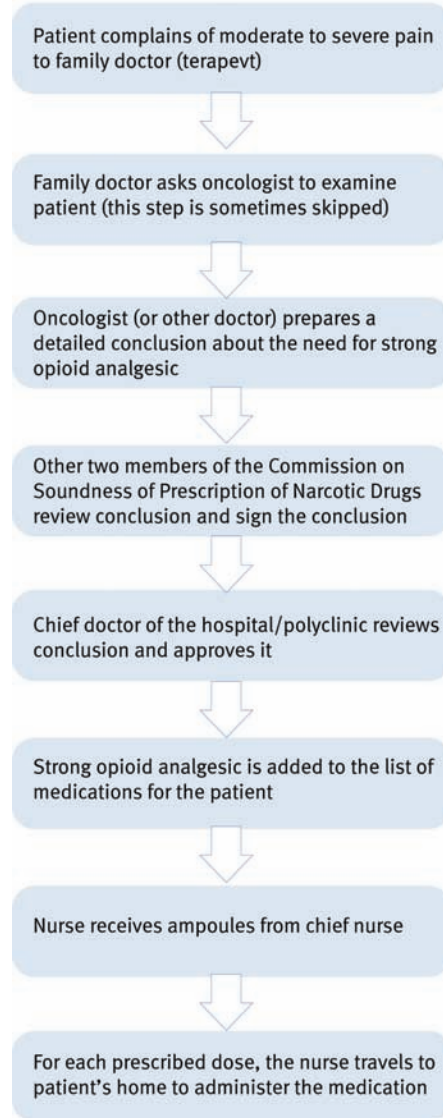 Patient complains of moderate to severe pain
to family doctor (terapevt)
Family doctor asks oncologist to examine
patient (this step is sometimes skipped)
Oncologist (or other doctor) prepares a
detailed conclusion about the need for strong
opioid analgesic
Other two members of the Commission on
Soundness of Prescription of Narcotic Drugs
review conclusion and sign the conclusion
Chief doctor of the hospital/polyclinic reviews
conclusion and approves it
Strong opioid analgesic is added to the list of
medications for the patient
Nurse receives ampoules from chief nurse
For each prescribed dose, the nurse travels to
patient’s home to administer the medication